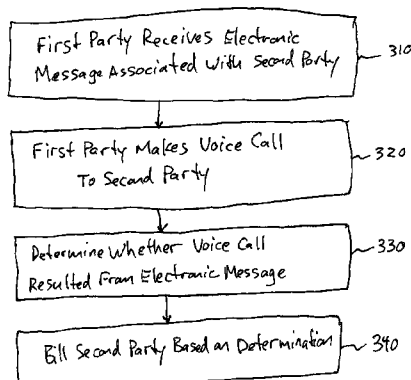 First Party Receives Electronic
Message Associated With Second Party
310
First Party Makes Voice Call
To Second Party
320
Determine Whether Voice Call
Resulted From Electronic Message
330
Bill Second Party Based on Determination
340